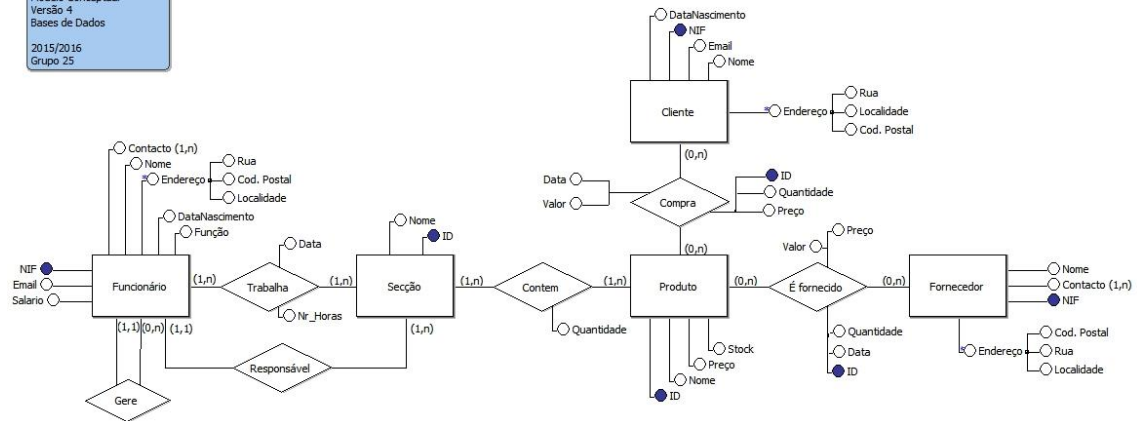 Versão 4
Bases de Dados
2015/2016
Grupo 25
DataNascimento
NIF
Email
Nome
Cliente
Endereço
Rua
Localidade
Cod. Postal
(0,n)
Data
Valor
Compra
ID
Quantidade
Preço
(0,n)
Contacto (1,n)
Nome
Endereço
Rua
Cod. Postal
Localidade
DataNascimento
Função
NIF
Email
Salario
Funcionário
(1,n)
Data
Trabalha
Nr_Horas
(1,n)
Nome
ID
Secção
(1,n)
Contem
Quantidade
(1,n)
Produto
(0,n)
Preço
Valor
É fornecido
(0,n)
Fornecedor
Nome
Contacto (1,n)
NIF
(1,1)
(0,n)
(1,1)
(1,n)
Responsável
Gere
Stock
Preço
Nome
ID
Quantidade
Data
ID
Endereço
Cod. Postal
Rua
Localidade